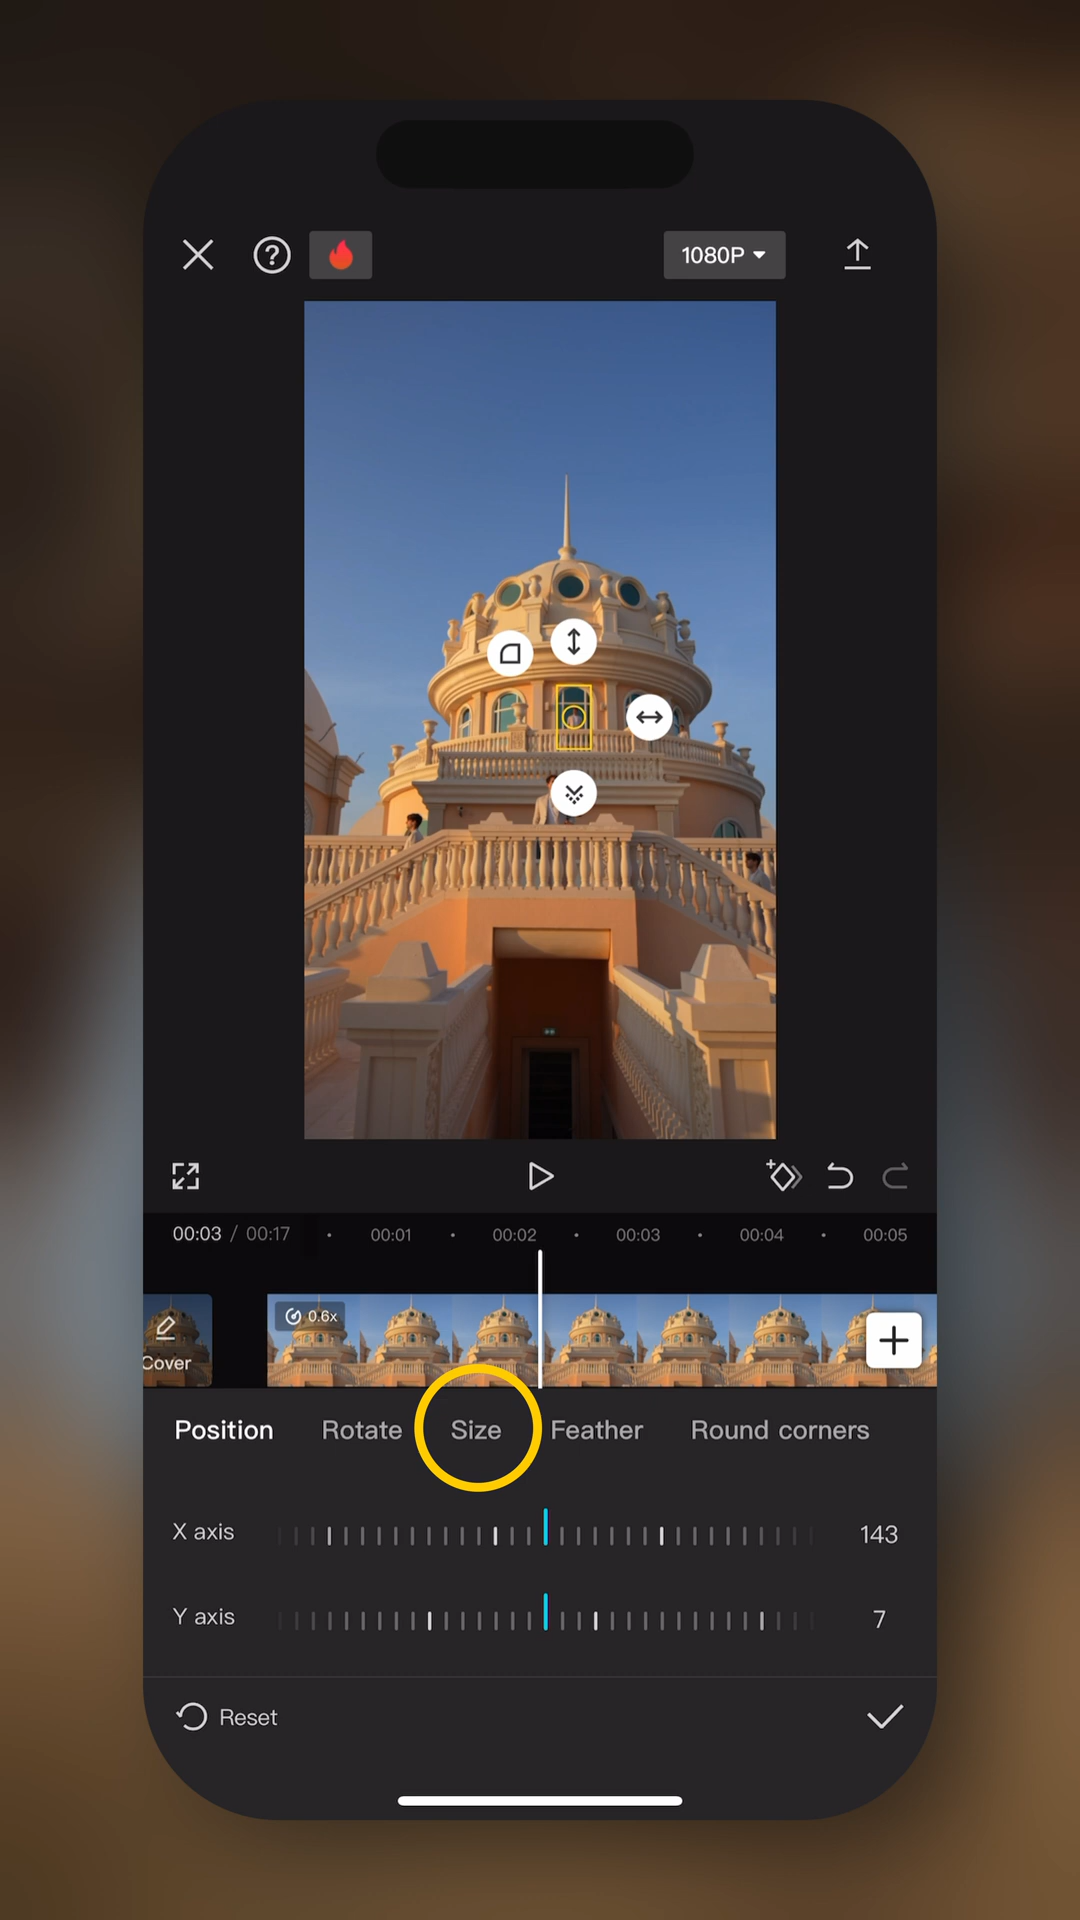 1080P
00:03 / 00:17 00:01 00:02 00:03 00:04 00:05
0.6x
Cover
Position Rotate Size Feather Round corners
X axis 143
Y axis 7
Reset